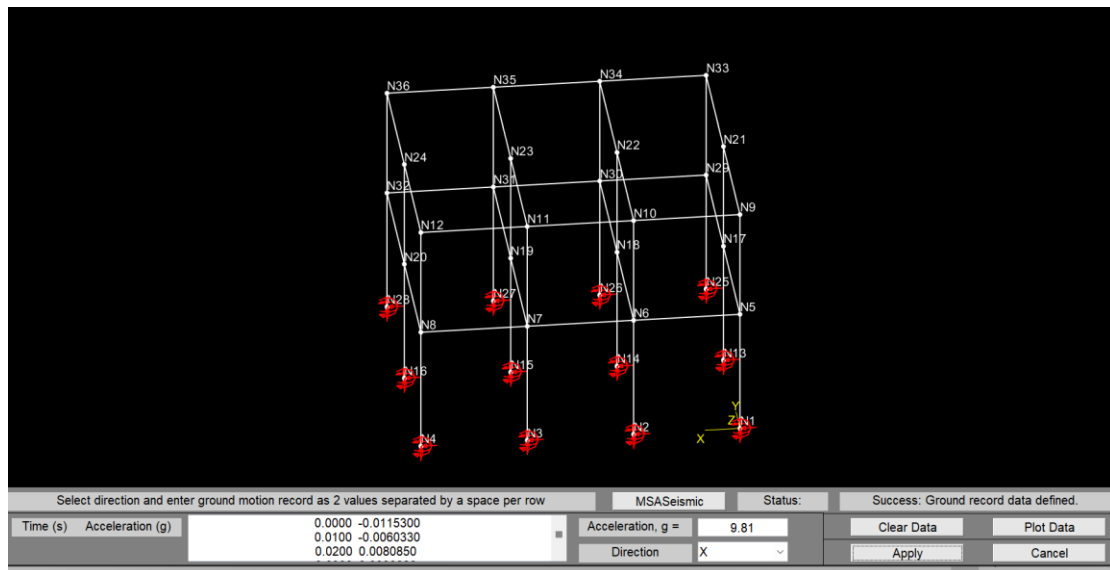 N33
N34
N35
N36
N21
N22
N23
N24
N29
N30
N31
N32
N9
N10
N11
N12
N17
N18
N19
N20
N25
N26
N27
N28
N5
N6
N7
N8
N13
N14
N15
N16
Y
Z
X
N1
N2
N3
N4
Select direction and enter ground motion record as 2 values separated by a space per row
MSASeismic
Status:
Success: Ground record data defined.
Time (s) Acceleration (g)
0.0000 -0.0115300
0.0100 -0.0060330
0.0200 0.0080850
Acceleration, g =
9.81
Direction
X
Clear Data
Plot Data
Apply
Cancel